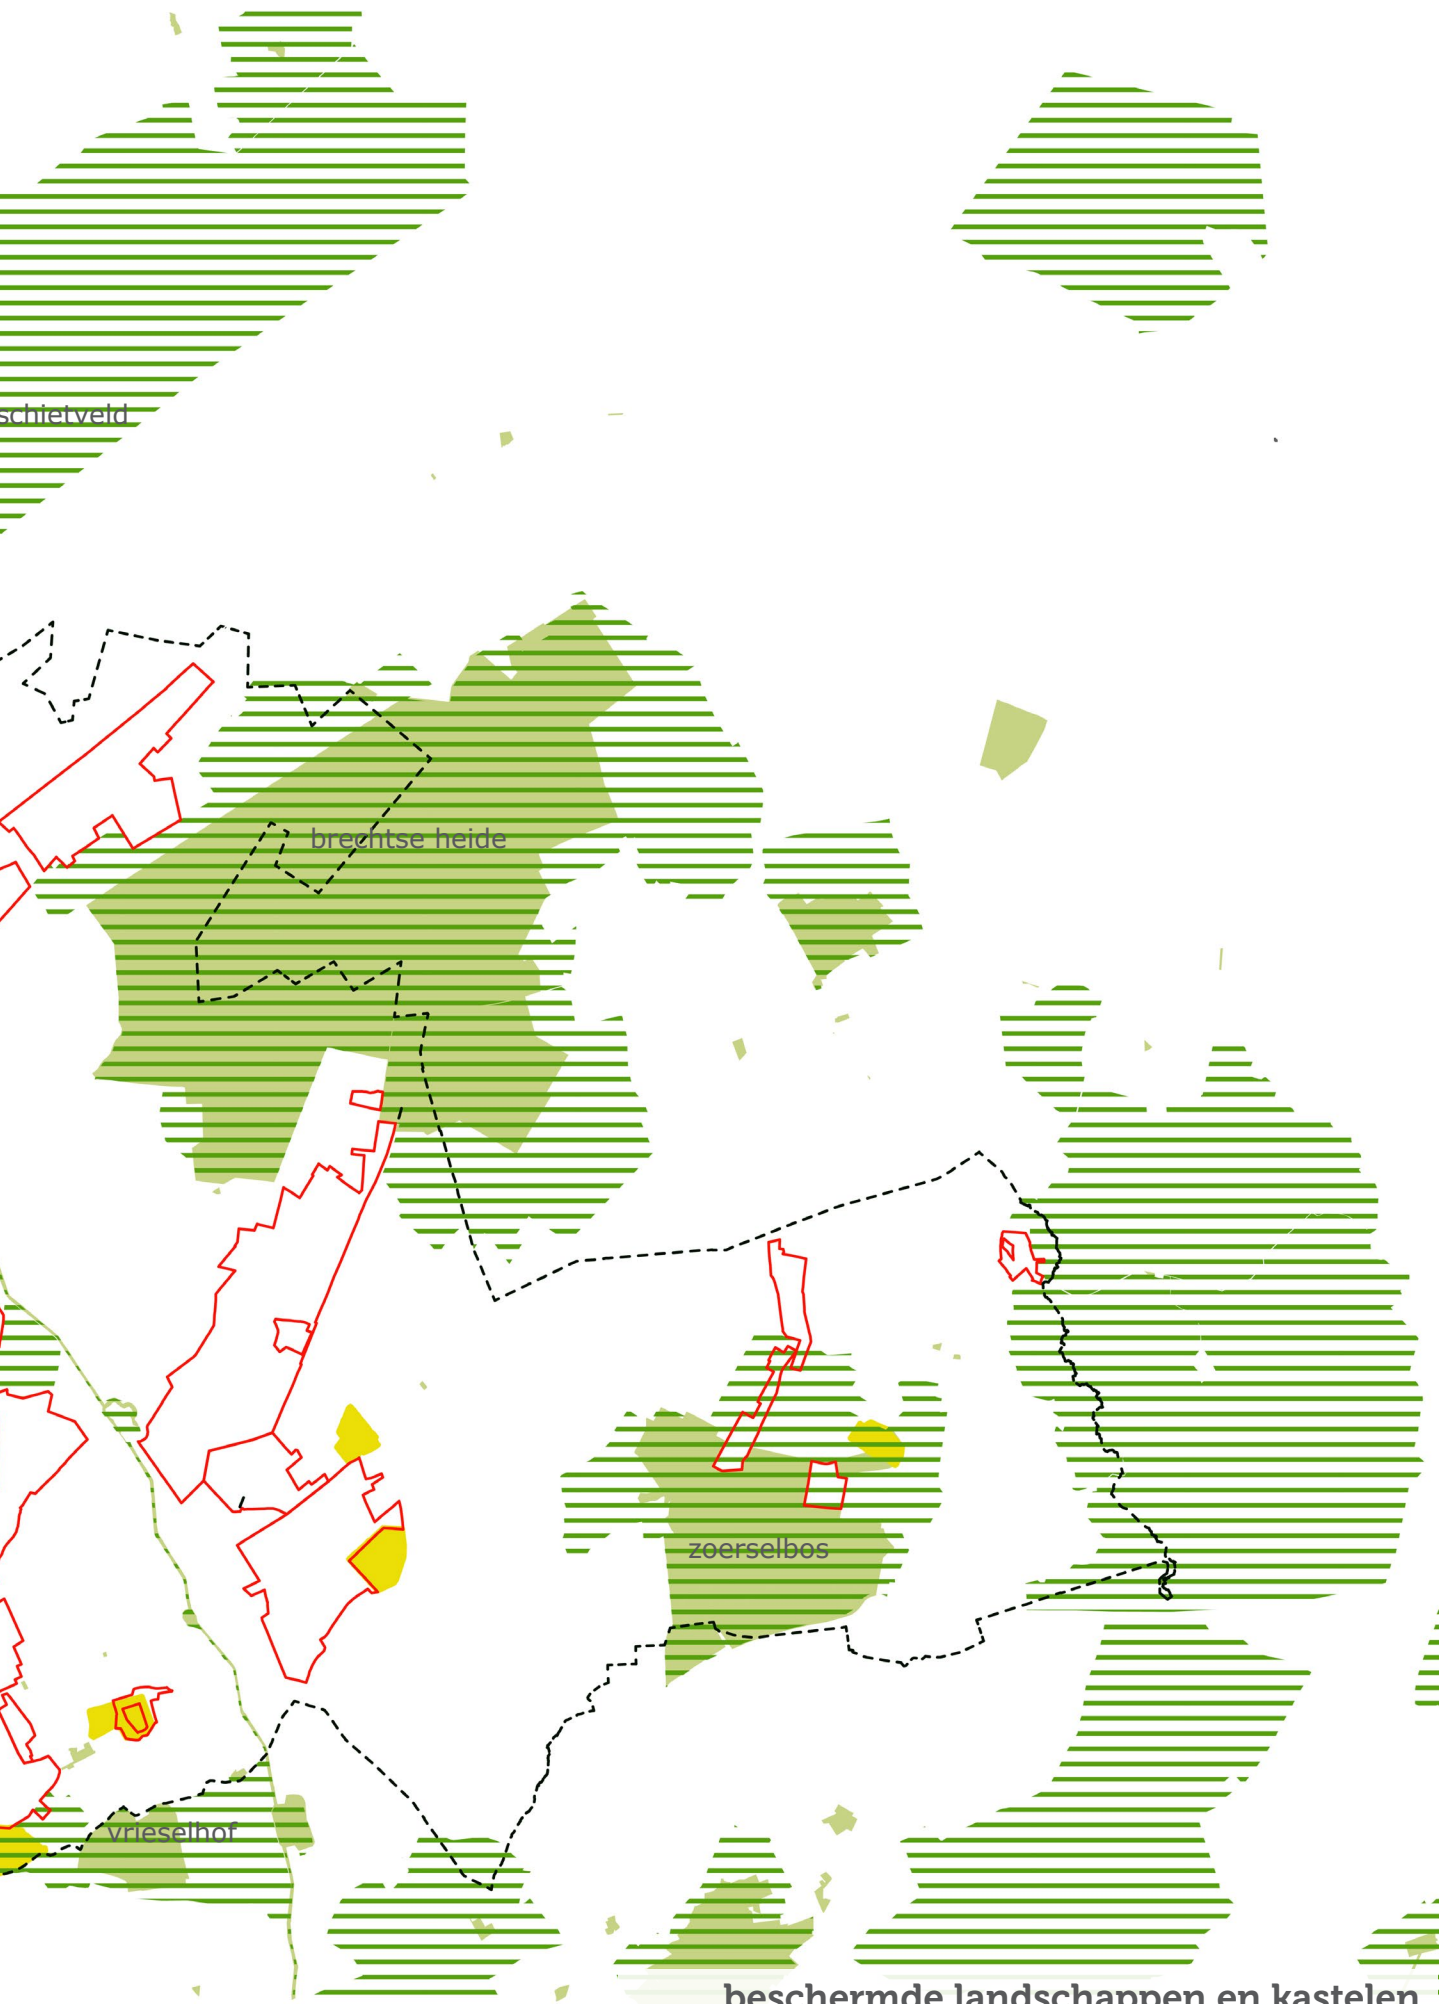 schietveld
brechtse heide
zoerselbos
vrieselhof
beschermde landschappen en kastelen